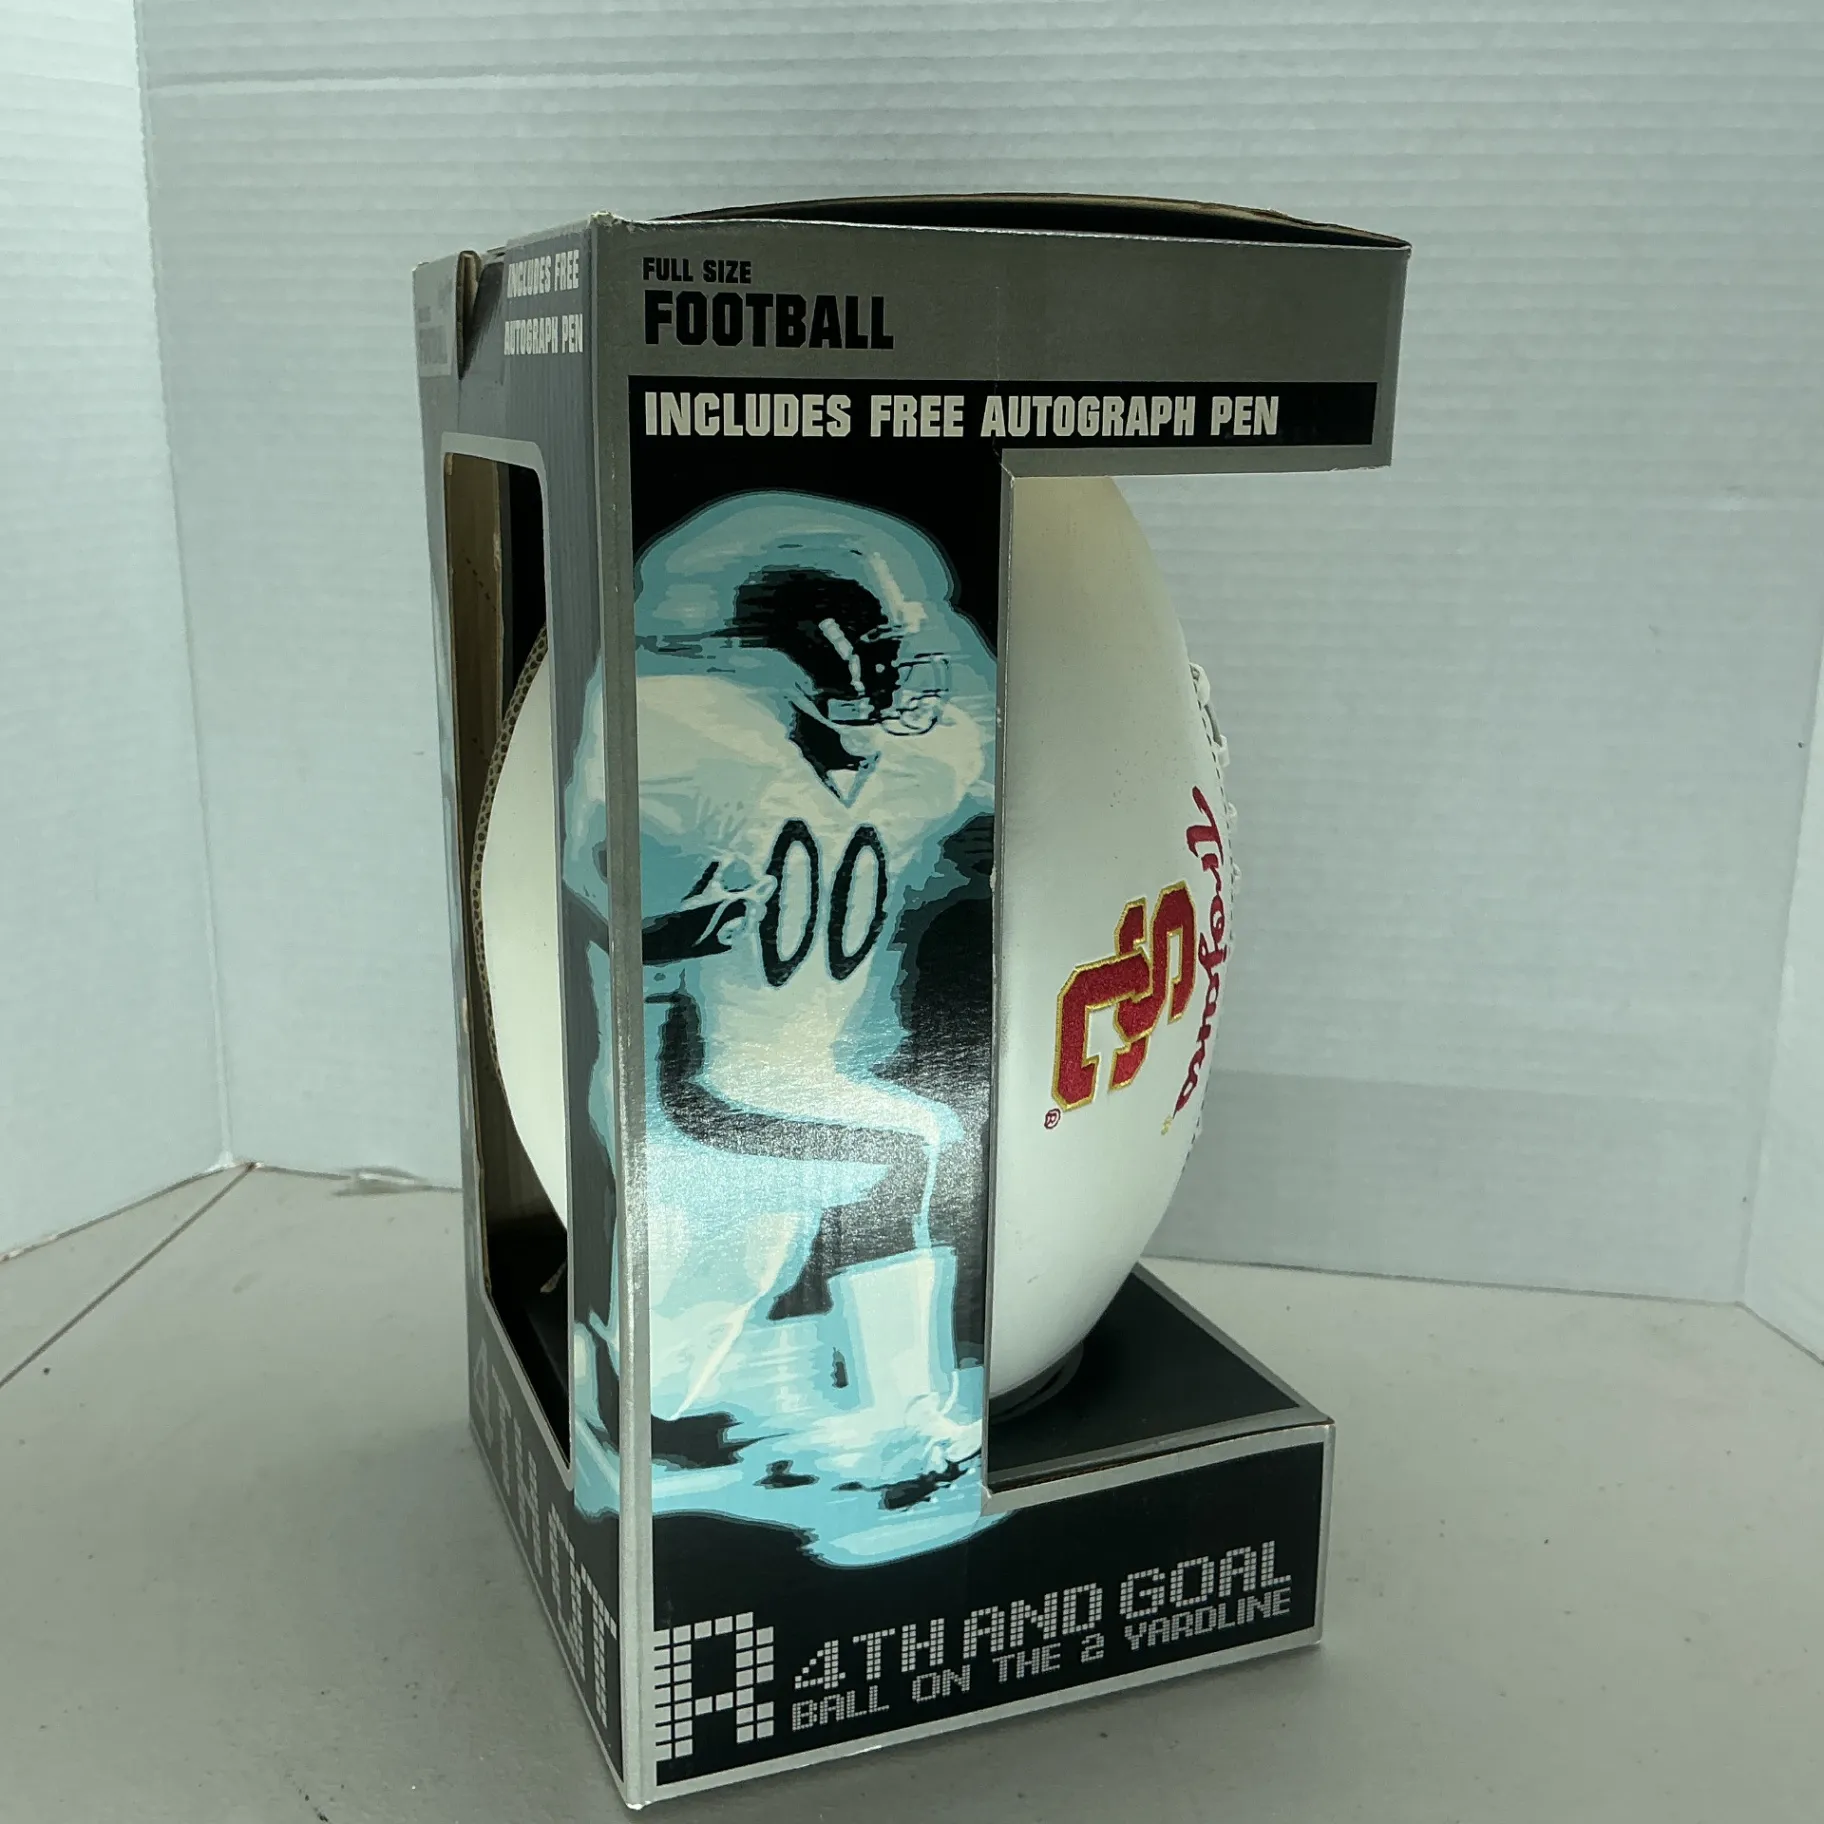 INCLUDES FREE
AUTOGRAPH PEN
FULL SIZE
FOOTBALL
INCLUDES FREE AUTOGRAPH PEN
00
Trojans
SC
®
4TH AND GOAL
BALL ON THE 2 YARDLINE
R